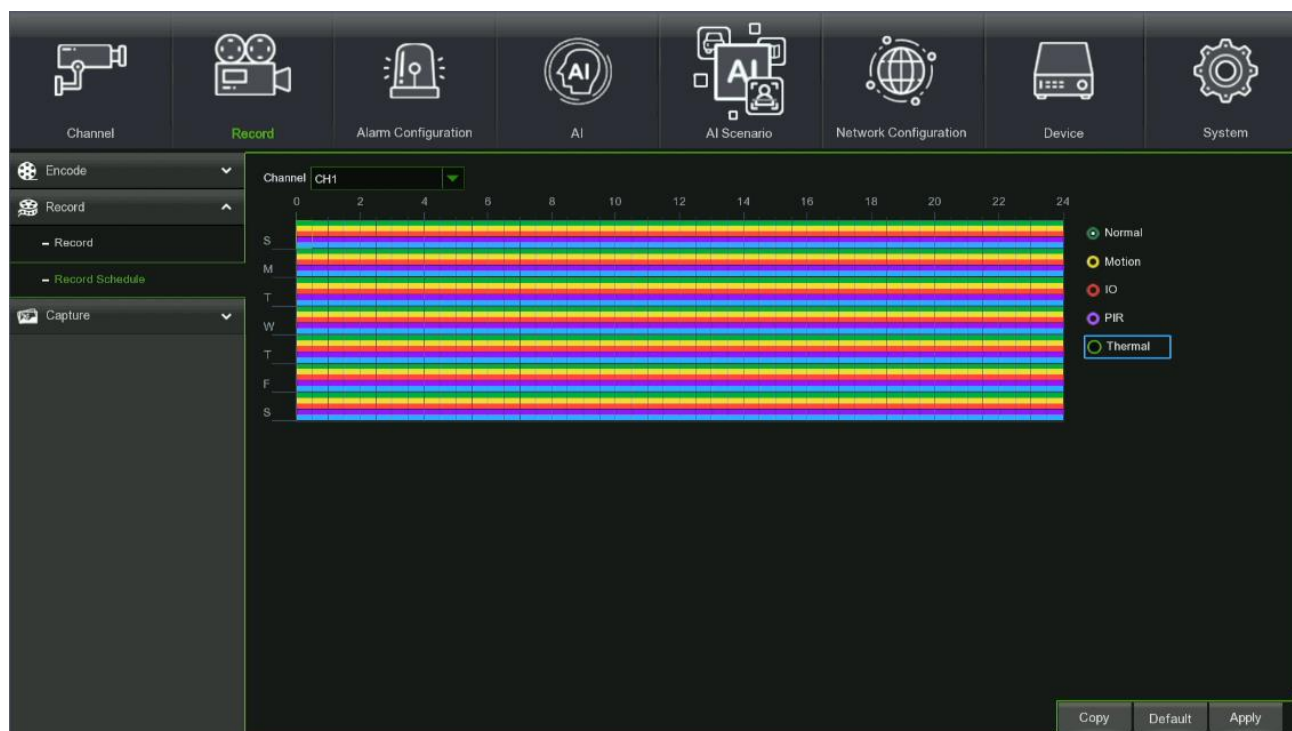 AI
AI
Channel Record Alarm Configuration AI AI Scenario Network Configuration Device System
Encode
Record
Record
Record Schedule
Capture
Channel CH1
0 2 4 6 8 10 12 14 16 18 20 22 24
S
M
T
W
T
F
S
Normal
Motion
IO
PIR
Thermal
Copy Default Apply